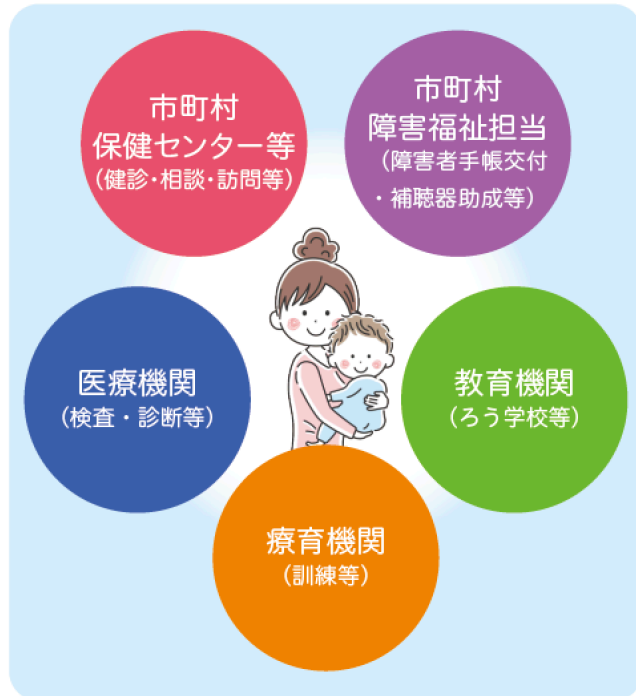 市町村
保健センター等
(健診･相談･訪問等)
市町村
障害福祉担当
(障害者手帳交付
・補聴器助成等)
医療機関
(検査・診断等)
教育機関
(ろう学校等)
療育機関
(訓練等)